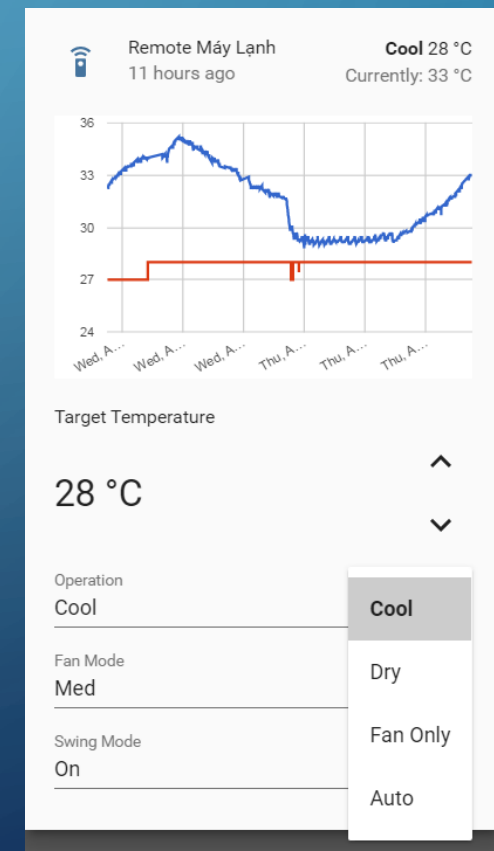 Remote Máy Lạnh
Cool 28 °C
11 hours ago
Currently: 33 °C
36
33
30
27
24
Wed, A...
Wed, A...
Wed, A...
Thu, A...
Thu, A...
Thu, A...
Target Temperature
28 °C
Operation
Cool
Fan Mode
Med
Swing Mode
On
Cool
Dry
Fan Only
Auto